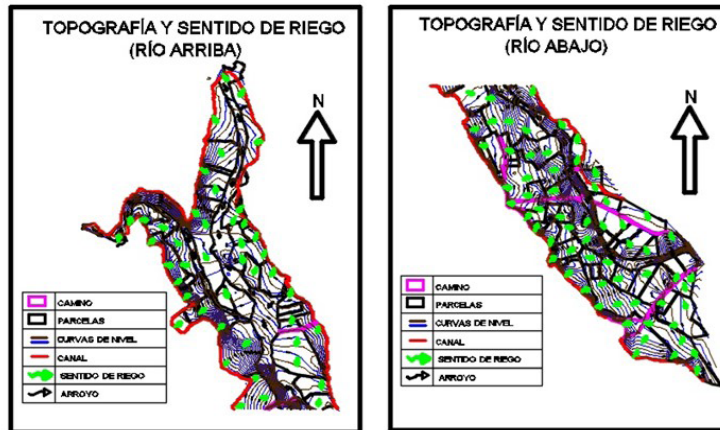 TOPOGRAFÍA Y SENTIDO DE RIEGO
(RÍO ARRIBA)
N
CAMINO
PARCELAS
CURVAS DE NIVEL
CANAL
SENTIDO DE RIEGO
ARROYO
TOPOGRAFÍA Y SENTIDO DE RIEGO
(RÍO ABAJO)
N
CAMINO
PARCELAS
CURVAS DE NIVEL
CANAL
SENTIDO DE RIEGO
ARROYO